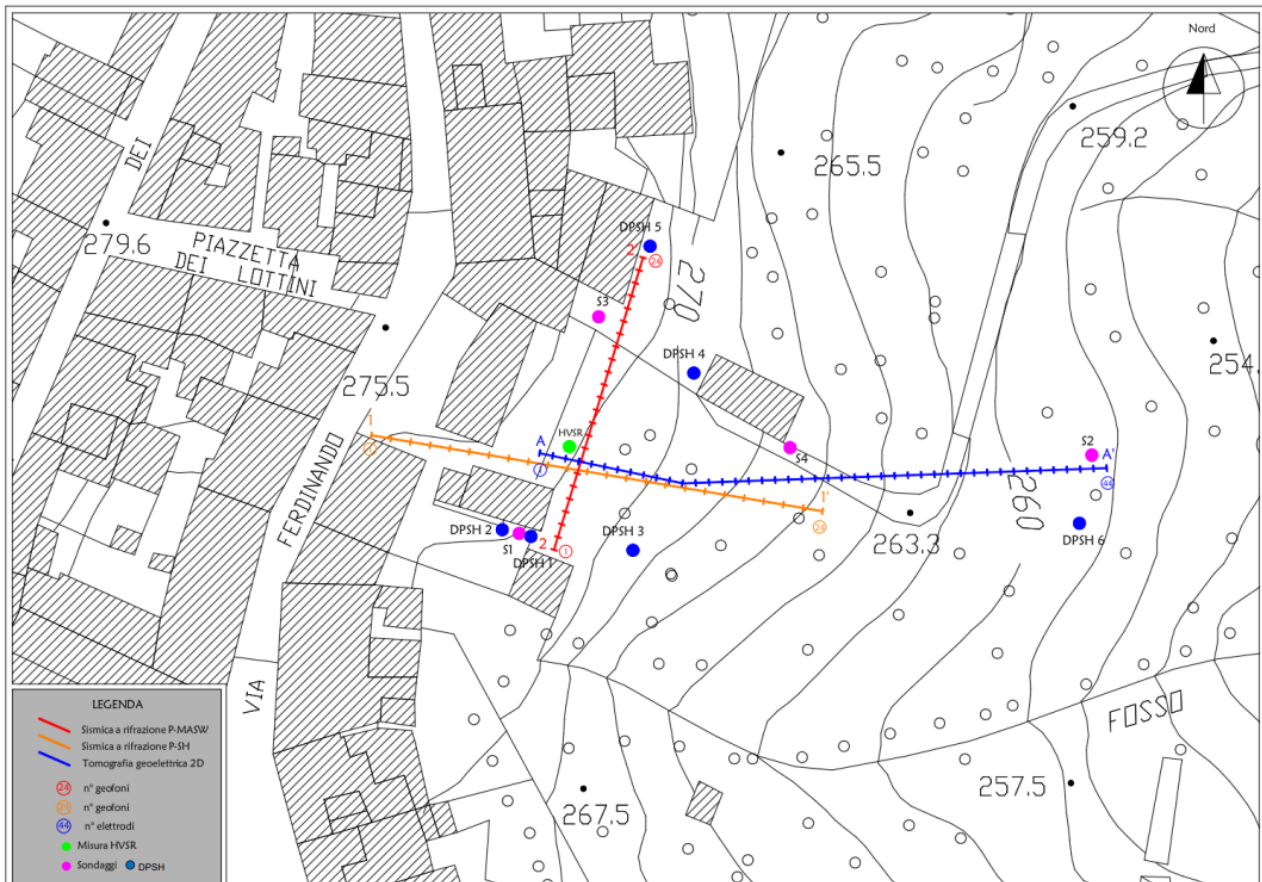 Nord
DEI
259.2
265.5
279.6
PIAZZETTA
DEI LOTTINI
DPSH 5
2'
24
270
S3
DPSH 4
275.5
254.
1
HVSR
A
S4
S2
A'
44
FERDINANDO
1'
24
260
DPSH 2
S1
DPSH 1
2
1
DPSH 3
263.3
DPSH 6
VIA
FOSSO
257.5
267.5
LEGENDA
Sismica a rifrazione P-MASW
Sismica a rifrazione P-SH
Tomografia geoelettrica 2D
24 n° geofoni
24 n° geofoni
44 n° elettrodi
Misura HVSR
Sondaggi DPSH